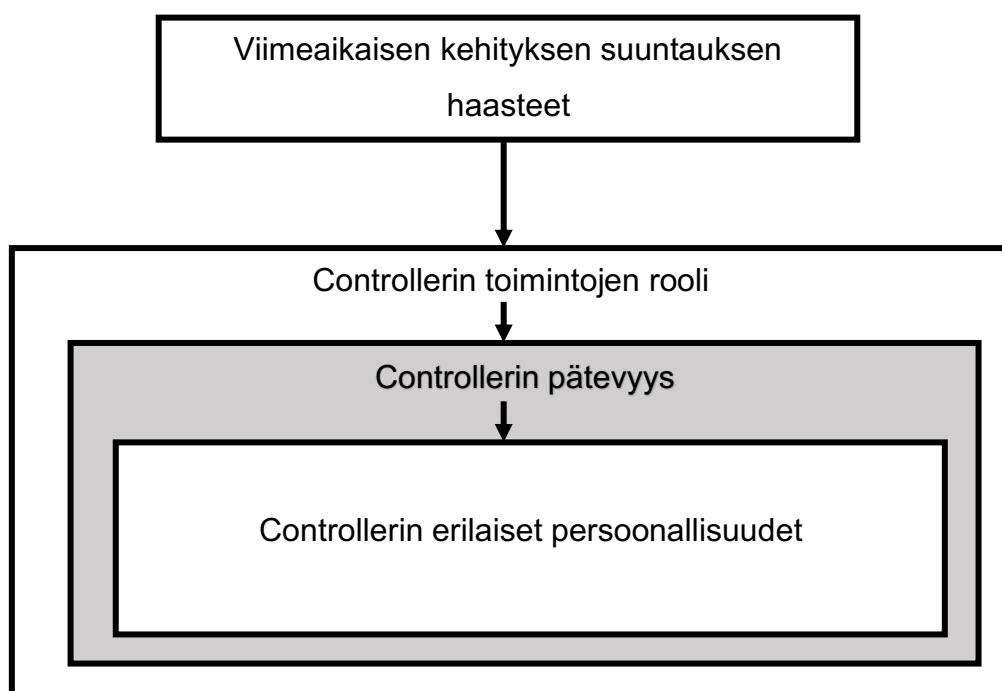 Viimeaikaisen kehityksen suuntauksen
haasteet
Controllerin toimintojen rooli
Controllerin pätevyys
Controllerin erilaiset persoonallisuudet